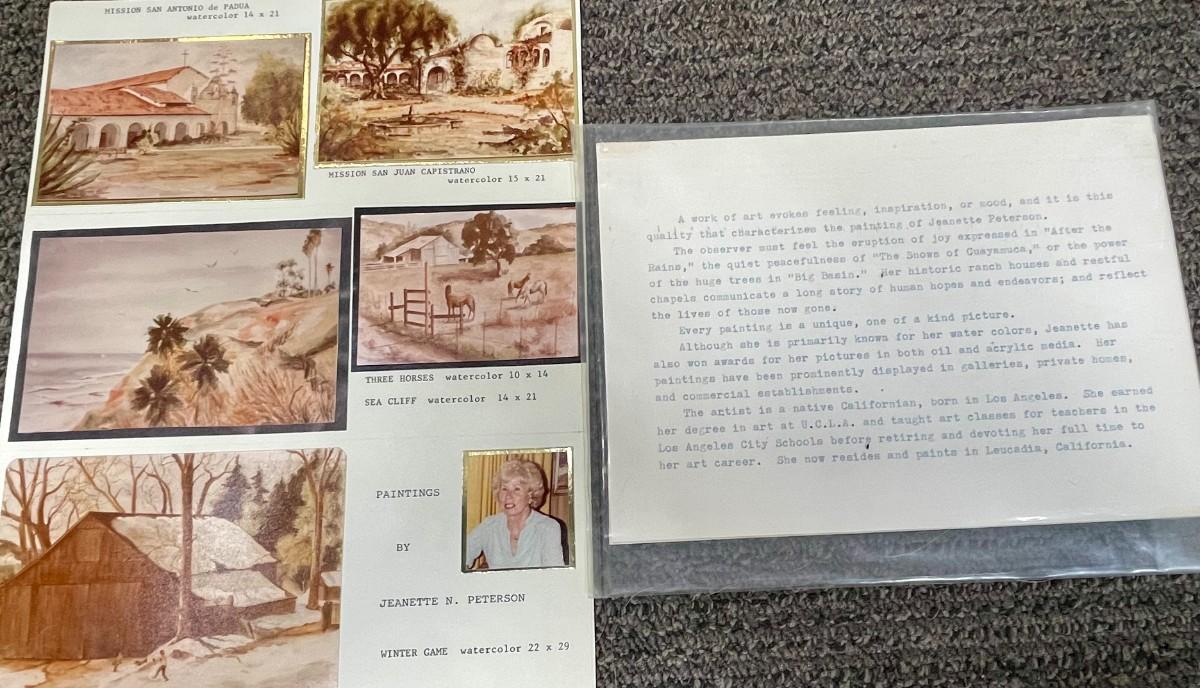 MISSION SAN ANTONIO de PADUA
watercolor 14 x 21
MISSION SAN JUAN CAPISTRANO
watercolor 15 x 21
THREE HORSES watercolor 10 x 14
SEA CLIFF watercolor 14 x 21
PAINTINGS
BY
JEANETTE N. PETERSON
WINTER GAME watercolor 22 x 29
A work of art evokes feeling, inspiration, or mood, and it is this
quality that characterizes the painting of Jeanette Peterson.
The observer must feel the eruption of joy expressed in "After the
Rains," the quiet peacefulness of "The Snows of Cuayamuca," or the power
of the huge trees in "Big Basin." Her historic ranch houses and restful
chapels communicate a long story of human hopes and endeavors; and reflect
the lives of those now gone.
Every painting is a unique, one of a kind picture.
Although she is primarily known for her water colors, Jeanette has
also won awards for her pictures in both oil and acrylic media. Her
paintings have been prominently displayed in galleries, private homes,
and commercial establishments.
The artist is a native Californian, born in Los Angeles. She earned
her degree in art at U.C.L.A. and taught art classes for teachers in the
Los Angeles City Schools before retiring and devoting her full time to
her art career. She now resides and paints in Leucadia, California.